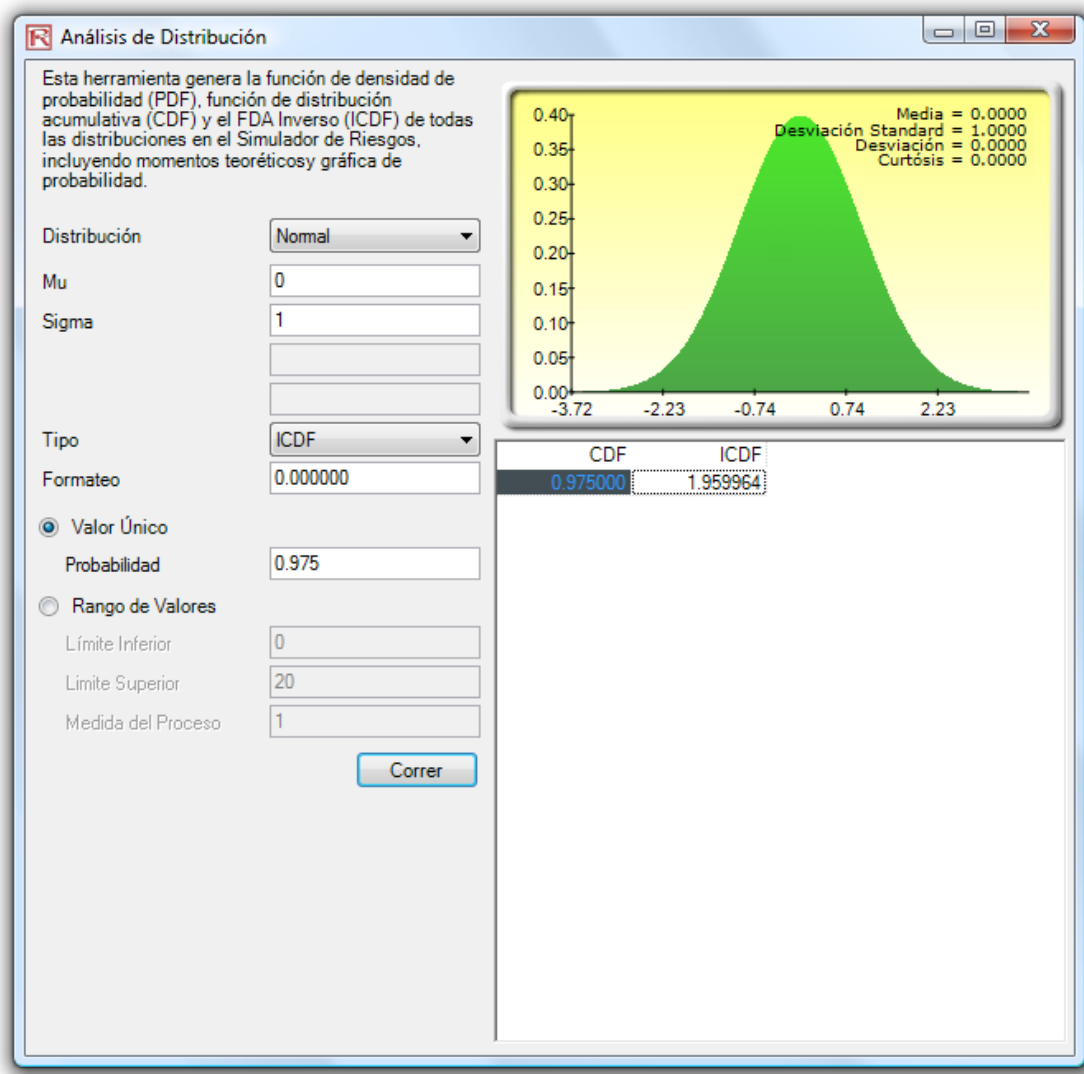 Análisis de Distribución
Esta herramienta genera la función de densidad de
probabilidad (PDF), función de distribución
acumulativa (CDF) y el FDA Inverso (ICDF) de todas
las distribuciones en el Simulador de Riesgos,
incluyendo momentos teoréticosy gráfica de
probabilidad.
Distribución Normal
Mu 0
Sigma 1
Tipo ICDF
Formateo 0.000000
Valor Único
Probabilidad 0.975
Rango de Valores
Límite Inferior 0
Limite Superior 20
Medida del Proceso 1
Correr
Media = 0.0000
Desviación Standard = 1.0000
Desviación = 0.0000
Curtósis = 0.0000
0.40
0.35
0.30
0.25
0.20
0.15
0.10
0.05
0.00
-3.72 -2.23 -0.74 0.74 2.23
CDF ICDF
0.975000 1.959964